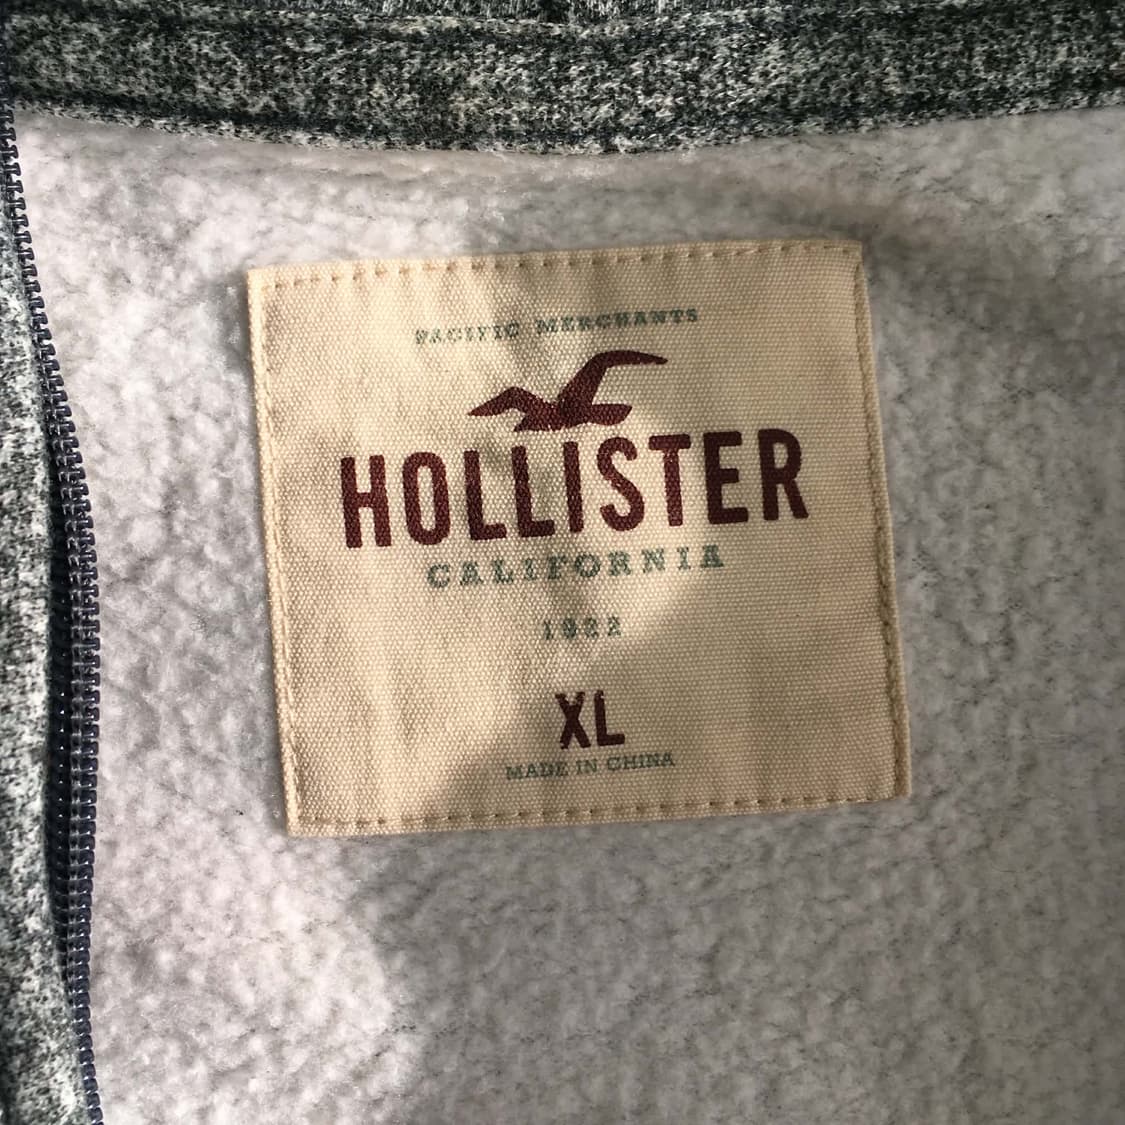 PACIFIC MERCHANTS
HOLLISTER
CALIFORNIA
1922
XL
MADE IN CHINA